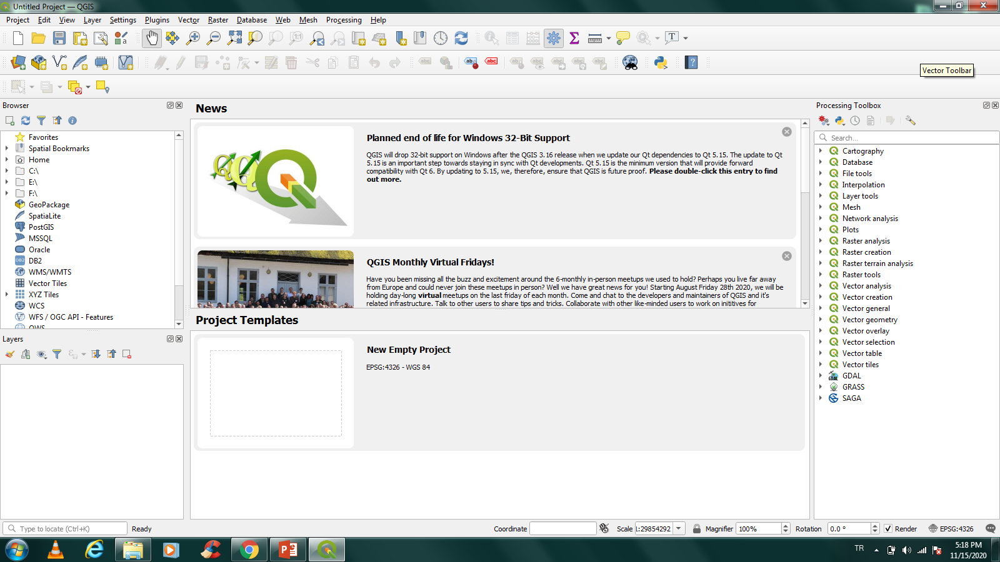 Untitled Project — QGIS
Project Edit View Layer Settings Plugins Vector Raster Database Web Mesh Processing Help
Vector Toolbar
Browser
Favorites
Spatial Bookmarks
Home
C:\
E:\
F:\
GeoPackage
SpatiaLite
PostGIS
MSSQL
Oracle
DB2
WMS/WMTS
Vector Tiles
XYZ Tiles
WCS
WFS / OGC API - Features
OWS
Layers
News
Planned end of life for Windows 32-Bit Support
QGIS will drop 32-bit support on Windows after the QGIS 3.16 release when we update our Qt dependencies to Qt 5.15. The update to Qt
5.15 is an important step towards staying in sync with Qt developments. Qt 5.15 is the minimum version that will provide forward
compatibility with Qt 6. By updating to 5.15, we, therefore, ensure that QGIS is future proof. Please double-click this entry to find
out more.
QGIS Monthly Virtual Fridays!
Have you been missing all the buzz and excitement around the 6-monthly in-person meetups we used to hold? Perhaps you live far away
from Europe and could never join these meetups in person? Well we have great news for you! Starting August Friday 28th 2020, we will be
holding day-long virtual meetups on the last friday of each month. Come and chat to the developers and maintainers of QGIS and it's
related infrastructure. Talk to other users to share tips and tricks. Collaborate with other like-minded users to work on inititives for
Project Templates
New Empty Project
EPSG:4326 - WGS 84
Processing Toolbox
Search...
Cartography
Database
File tools
Interpolation
Layer tools
Mesh
Network analysis
Plots
Raster analysis
Raster creation
Raster terrain analysis
Raster tools
Vector analysis
Vector creation
Vector general
Vector geometry
Vector overlay
Vector selection
Vector table
Vector tiles
GDAL
GRASS
SAGA
Type to locate (Ctrl+K) Ready Coordinate Scale 1:29854292 Magnifier 100% Rotation 0.0 ° Render EPSG:4326
TR 5:18 PM
11/15/2020